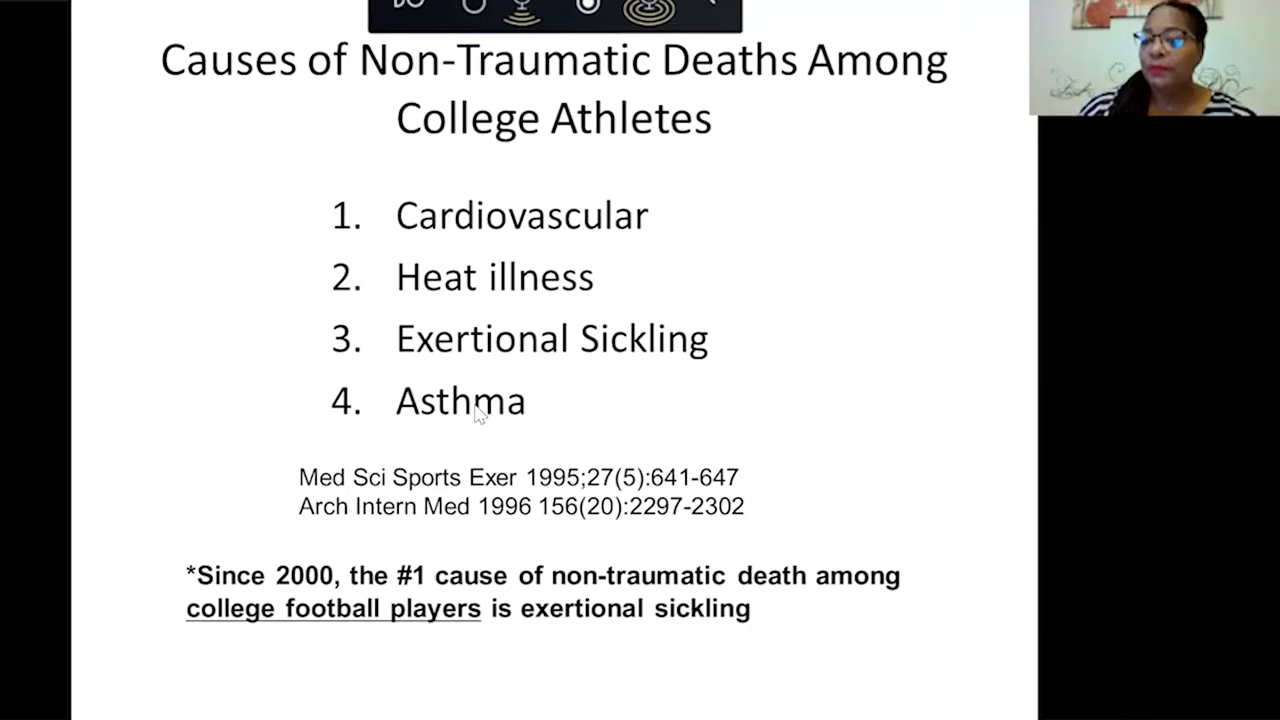 Causes of Non-Traumatic Deaths Among
College Athletes
1. Cardiovascular
2. Heat illness
3. Exertional Sickling
4. Asthma
Med Sci Sports Exer 1995;27(5):641-647
Arch Intern Med 1996 156(20):2297-2302
*Since 2000, the #1 cause of non-traumatic death among
college football players is exertional sickling